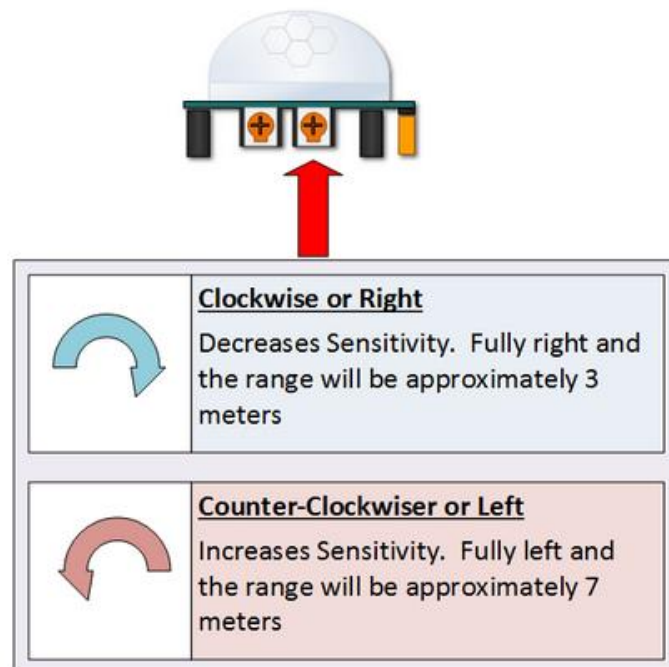 Clockwise or Right
Decreases Sensitivity.  Fully right and
the range will be approximately 3
meters
Counter-Clockwiser or Left
Increases Sensitivity.  Fully left and
the range will be approximately 7
meters